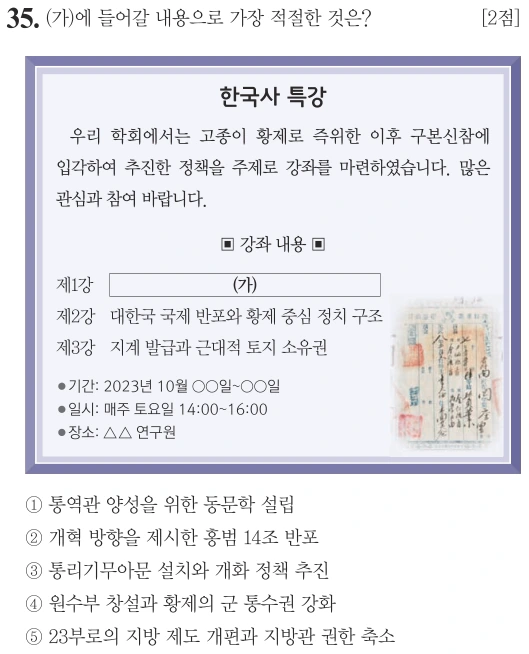 35. (가)에 들어갈 내용으로 가장 적절한 것은? [2점]
한국사 특강
우리 학회에서는 고종이 황제로 즉위한 이후 구본신참에
입각하여 추진한 정책을 주제로 강좌를 마련하였습니다. 많은
관심과 참여 바랍니다.
▣ 강좌 내용 ▣
제1강 (가)
제2강 대한국 국제 반포와 황제 중심 정치 구조
제3강 지계 발급과 근대적 토지 소유권
●기간: 2023년 10월 ○○일~○○일
●일시: 매주 토요일 14:00~16:00
●장소: △△ 연구원
① 통역관 양성을 위한 동문학 설립
② 개혁 방향을 제시한 홍범 14조 반포
③ 통리기무아문 설치와 개화 정책 추진
④ 원수부 창설과 황제의 군 통수권 강화
⑤ 23부로의 지방 제도 개편과 지방관 권한 축소